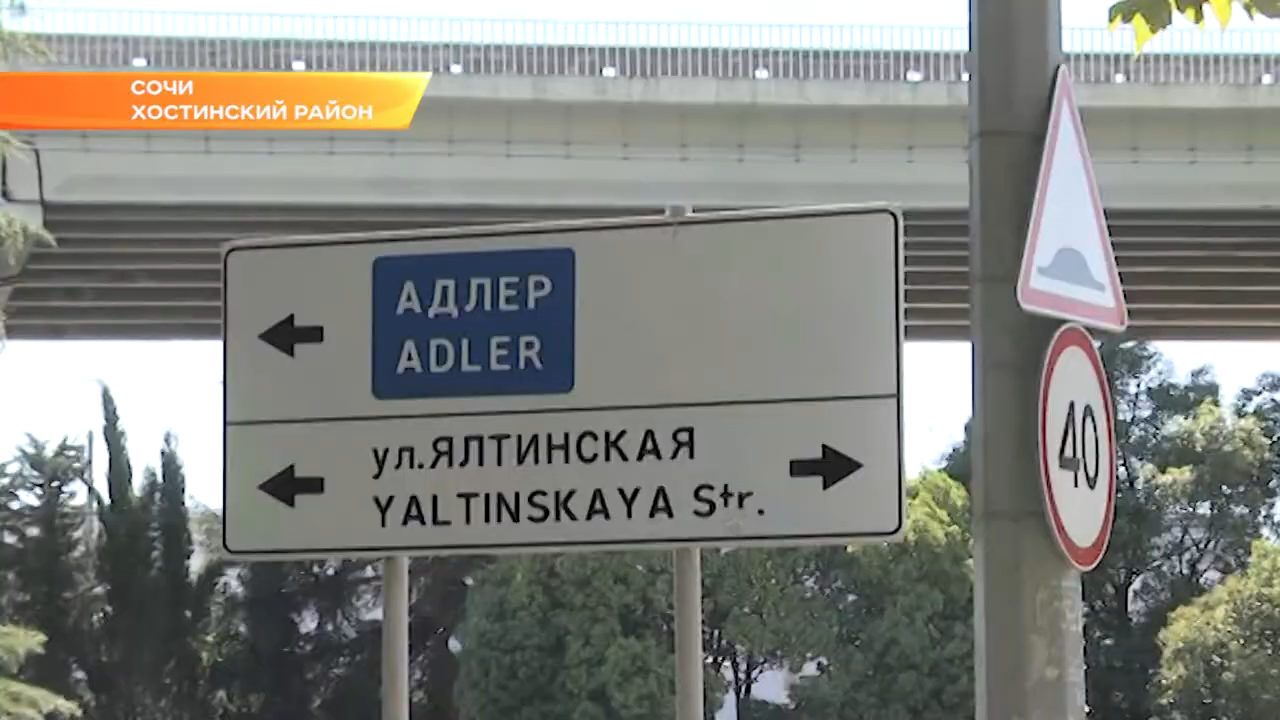 СОЧИ
ХОСТИНСКИЙ РАЙОН
АДЛЕР
ADLER
ул.ЯЛТИНСКАЯ
YALTINSKAYA Str.
40